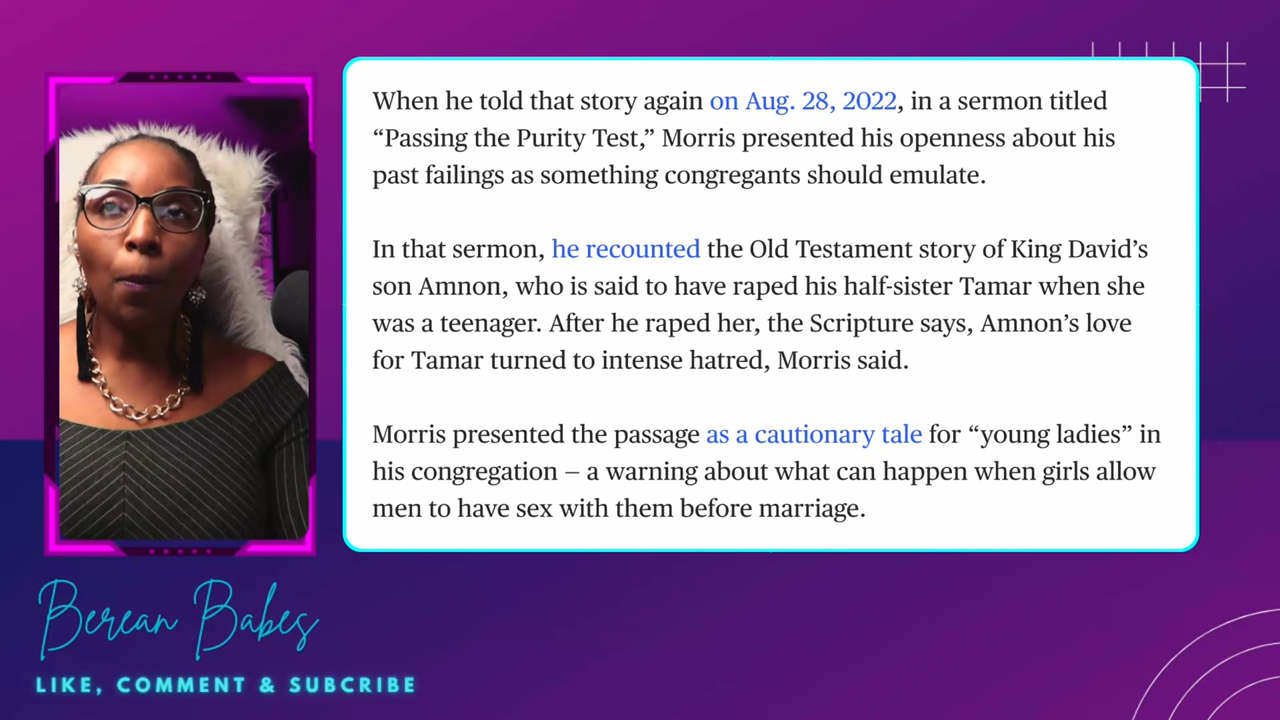 When he told that story again on Aug. 28, 2022, in a sermon titled
“Passing the Purity Test,” Morris presented his openness about his
past failings as something congregants should emulate.
In that sermon, he recounted the Old Testament story of King David’s
son Amnon, who is said to have raped his half-sister Tamar when she
was a teenager. After he raped her, the Scripture says, Amnon’s love
for Tamar turned to intense hatred, Morris said.
Morris presented the passage as a cautionary tale for “young ladies” in
his congregation — a warning about what can happen when girls allow
men to have sex with them before marriage.
Berean Babes
LIKE, COMMENT & SUBCRIBE